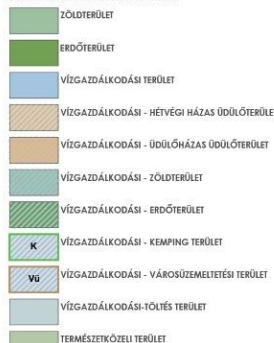 ZÖLDTERÜLET
ERDŐTERÜLET
VÍZGAZDÁLKODÁSI TERÜLET
VÍZGAZDÁLKODÁSI - HÉTVÉGI HÁZAS ÜDÜLŐTERÜLE
VÍZGAZDÁLKODÁSI - ÜDÜLŐHÁZAS ÜDÜLŐTERÜLET
VÍZGAZDÁLKODÁSI - ZÖLDTERÜLET
VÍZGAZDÁLKODÁSI - ERDŐTERÜLET
K VÍZGAZDÁLKODÁSI - KEMPING TERÜLET
Vü VÍZGAZDÁLKODÁSI - VÁROSÜZEMELTETÉSI TERÜLET
VÍZGAZDÁLKODÁSI-TÖLTÉS TERÜLET
TERMÉSZETKÖZELI TERÜLET